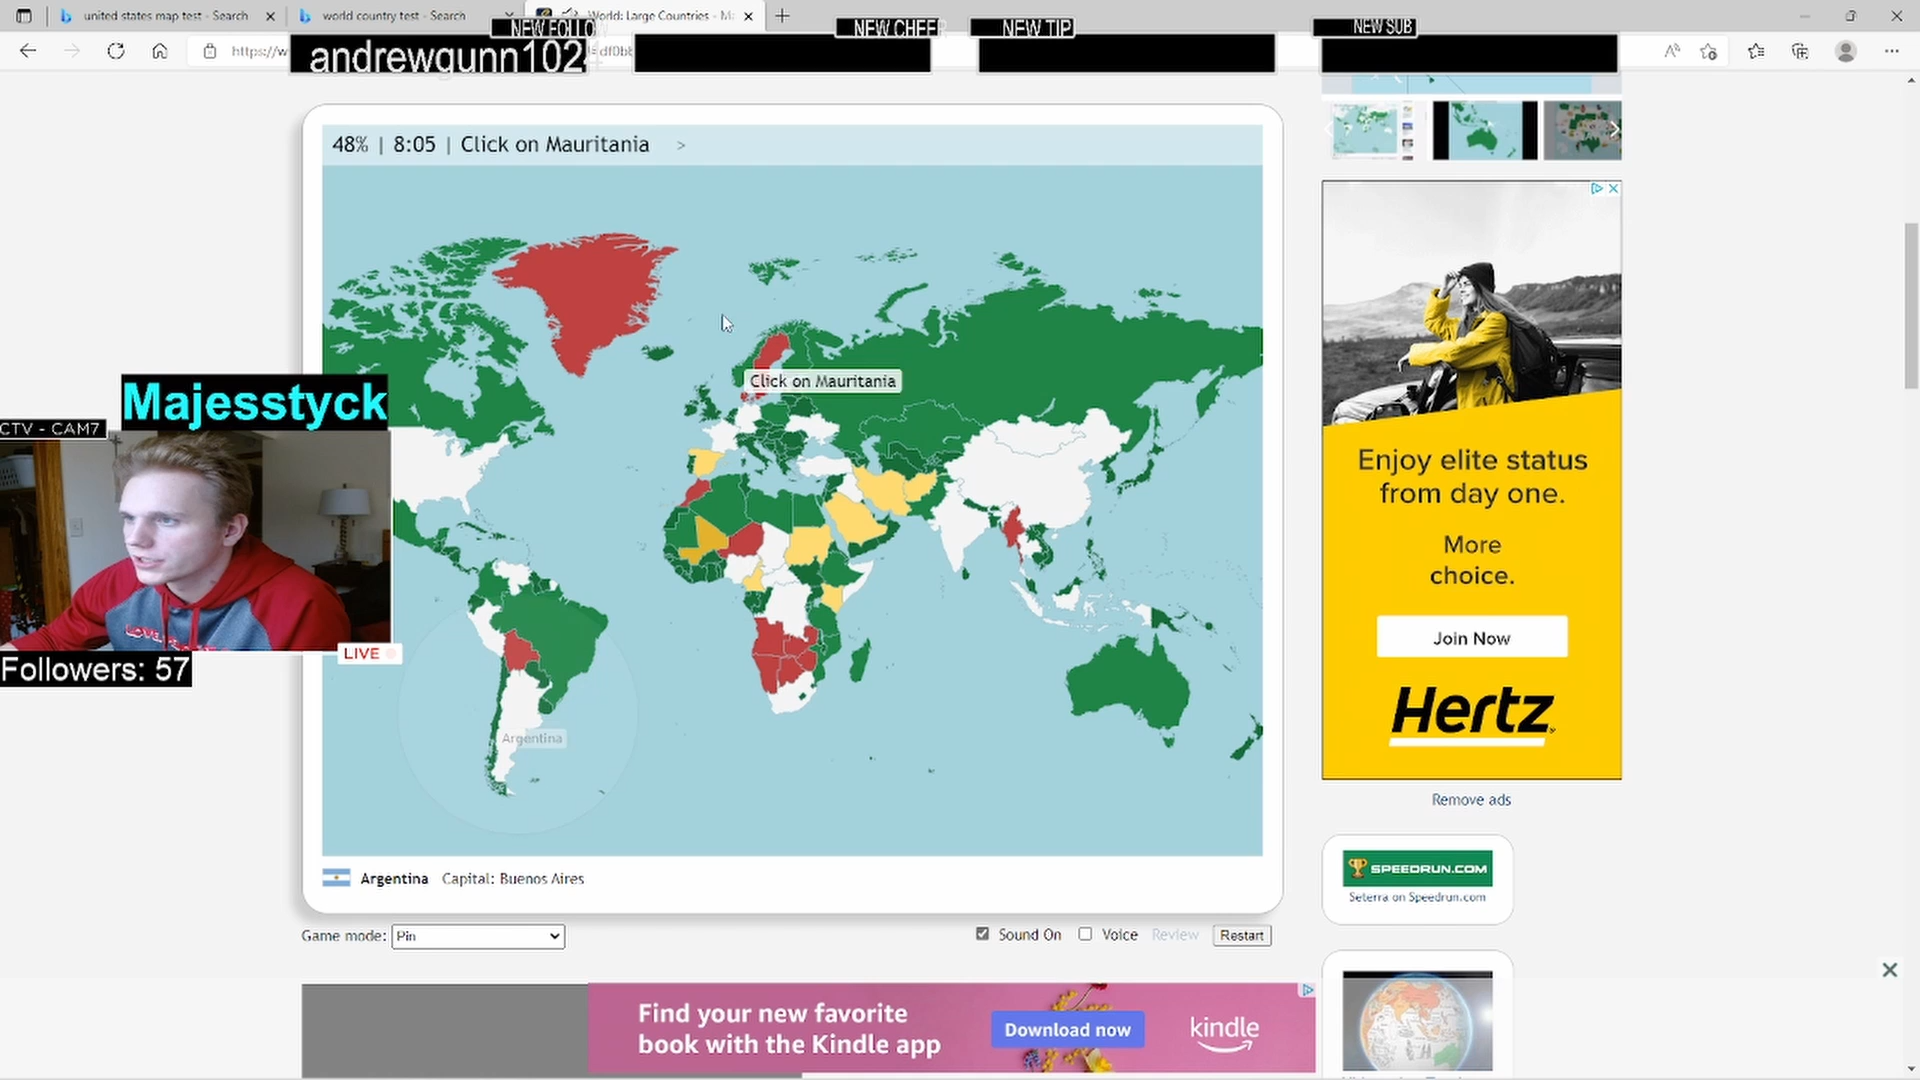 united states map test - Search
world country test - Search
World: Large Countries - Ma
NEW FOLLO
NEW CHEER
NEW TIP
NEW SUB
https://w
andrewgunn1024
48% | 8:05 | Click on Mauritania >
Click on Mauritania
Majesstyck
CTV - CAM7
LIVE
Followers: 57
Argentina
Argentina Capital: Buenos Aires
Game mode: Pin
Sound On Voice Review Restart
Enjoy elite status
from day one.
More
choice.
Join Now
Hertz
Remove ads
SPEEDRUN.COM
Seterra on Speedrun.com
Find your new favorite
book with the Kindle app
Download now
kindle